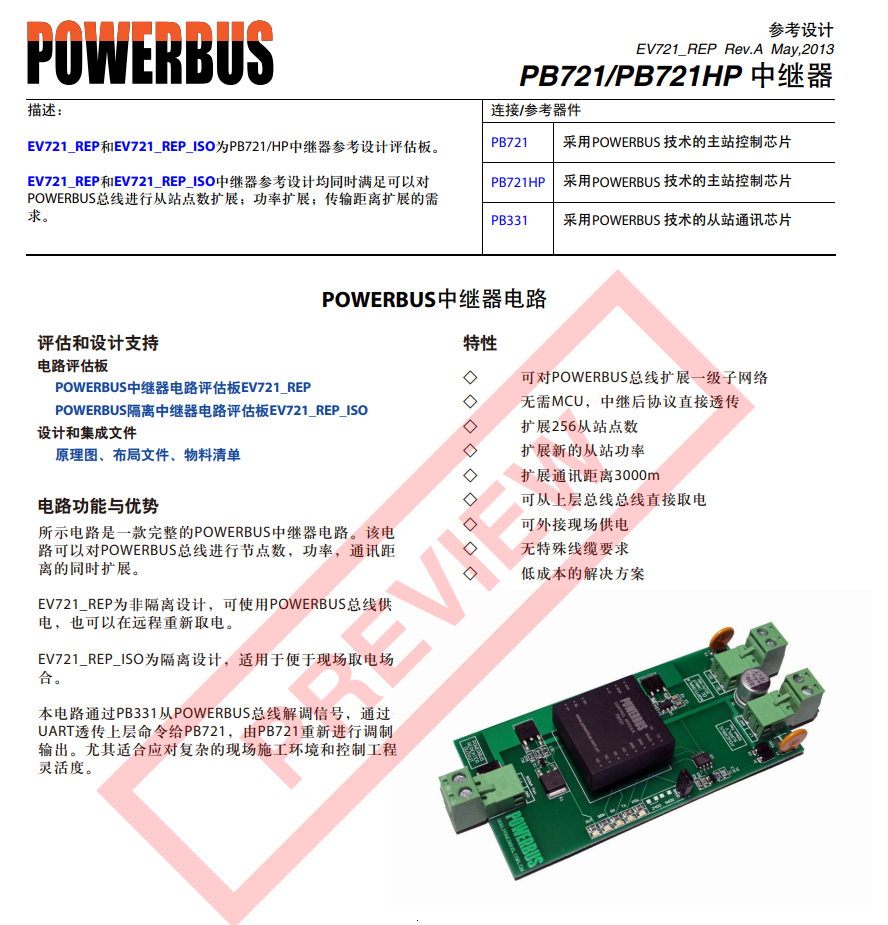 POWERBUS
参考设计
EV721_REP Rev.A May,2013
PB721/PB721HP 中继器
描述：
EV721_REP和EV721_REP_ISO为PB721/HP中继器参考设计评估板。
EV721_REP和EV721_REP_ISO中继器参考设计均同时满足可以对
POWERBUS总线进行从站点数扩展；功率扩展；传输距离扩展的需
求。
连接/参考器件
PB721 采用POWERBUS 技术的主站控制芯片
PB721HP 采用POWERBUS 技术的主站控制芯片
PB331 采用POWERBUS 技术的从站通讯芯片
POWERBUS中继器电路
评估和设计支持
电路评估板
POWERBUS中继器电路评估板EV721_REP
POWERBUS隔离中继器电路评估板EV721_REP_ISO
设计和集成文件
原理图、布局文件、物料清单
电路功能与优势
所示电路是一款完整的POWERBUS中继器电路。该电
路可以对POWERBUS总线进行节点数，功率，通讯距
离的同时扩展。
EV721_REP为非隔离设计，可使用POWERBUS总线供
电，也可以在远程重新取电。
EV721_REP_ISO为隔离设计，适用于便于现场取电场
合。
本电路通过PB331从POWERBUS总线解调信号，通过
UART透传上层命令给PB721，由PB721重新进行调制
输出。尤其适合应对复杂的现场施工环境和控制工程
灵活度。
特性
◇ 可对POWERBUS总线扩展一级子网络
◇ 无需MCU，中继后协议直接透传
◇ 扩展256从站点数
◇ 扩展新的从站功率
◇ 扩展通讯距离3000m
◇ 可从上层总线总线直接取电
◇ 可外接现场供电
◇ 无特殊线缆要求
◇ 低成本的解决方案
PREVIEW
POWERBUS
POWERBUS